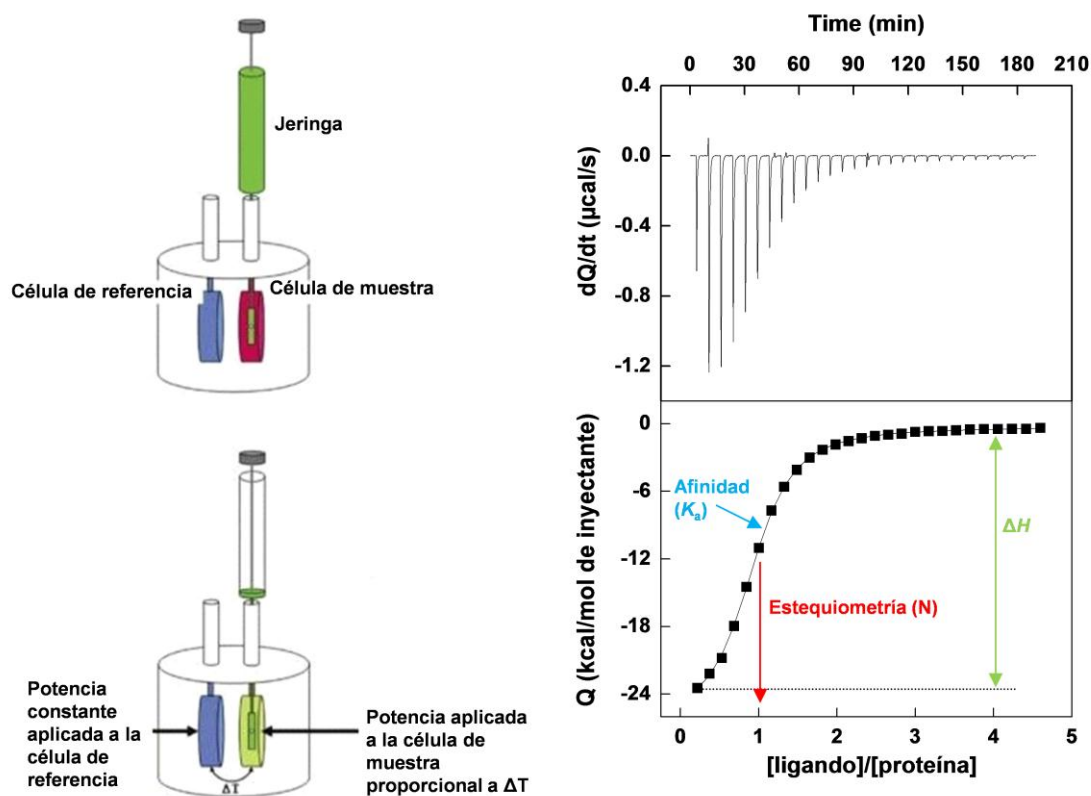 Jeringa
Célula de referencia
Célula de muestra
Potencia
constante
aplicada a la
célula de
referencia
Potencia aplicada
a la célula de
muestra
proporcional a ΔT
ΔT
Time (min)
0 30 60 90 120 150 180 210
0.4
0.0
-0.4
-0.8
-1.2
dQ/dt (µcal/s)
0
-6
-12
-18
-24
Q (kcal/mol de inyectante)
Afinidad
(Ka)
ΔH
Estequiometría (N)
0 1 2 3 4 5
[ligando]/[proteína]